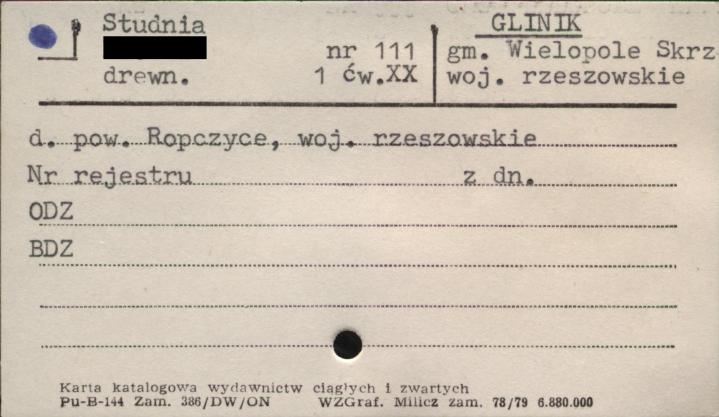 Studnia
GLINIK
nr 111
gm. Wielopole Skrz
drewn.
1 ćw.XX
woj. rzeszowskie
d. pow. Ropczyce, woj. rzeszowskie
Nr rejestru z dn.
ODZ
BDZ
Karta katalogowa wydawnictw ciągłych i zwartych
Pu-B-144 Zam. 386/DW/ON WZGraf. Milicz zam. 78/79 6.880.000